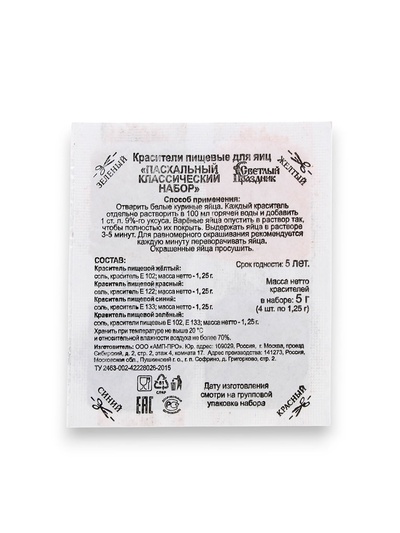 ЗЕЛЕНЫЙ
ЖЕЛТЫЙ
Красители пищевые для яиц
«ПАСХАЛЬНЫЙ
КЛАССИЧЕСКИЙ
НАБОР»
Светлый
Праздник
Способ применения:
Отварить белые куриные яйца. Каждый краситель
отдельно растворить в 100 мл горячей воды и добавить
1 ст. л. 9%-го уксуса. Варёные яйца опустить в раствор так,
чтобы полностью их покрыть. Выдержать яйца в растворе
3-5 минут. Для равномерного окрашивания рекомендуется
каждую минуту переворачивать яйца.
Окрашенные яйца просушить.
СОСТАВ:
Краситель пищевой жёлтый:
соль, краситель Е 102; масса нетто - 1,25 г.
Краситель пищевой красный:
соль, краситель Е 122; масса нетто - 1,25 г.
Краситель пищевой синий:
соль, краситель Е 133; масса нетто - 1,25 г.
Краситель пищевой зелёный:
соль, красители пищевые Е 102, Е 133; масса нетто - 1,25 г.
Хранить при температуре не выше 20 °С
и относительной влажности воздуха не более 70%.
Срок годности: 5 лет.
Масса нетто
красителей
в наборе: 5 г
(4 шт. по 1,25 г)
Изготовитель: ООО «АМП-ПРО». Юр. адрес: 109029, Россия, г. Москва, проезд
Сибирский, д. 2, стр. 2, этаж 4, комната 17. Адрес производства: 141273, Россия,
Московская обл., Пушкинский г. о., г. п. Софрино, д. Григорково, стр. 2.
ТУ 2463-002-42228026-2015
Дату изготовления
смотри на групповой
упаковке набора
ЕАС
СИНИЙ
КРАСНЫЙ